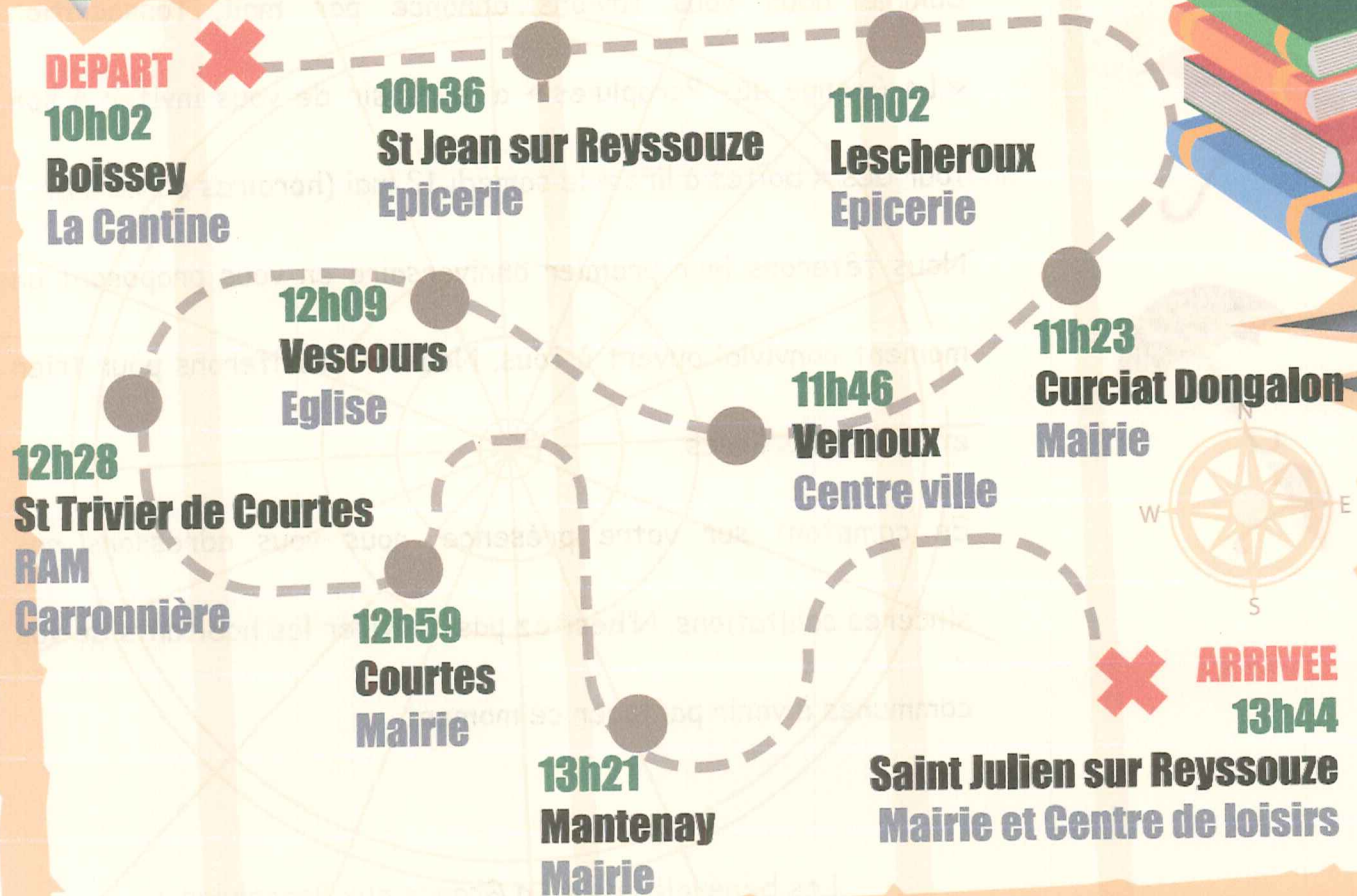 DEPART
10h02
Boissey
La Cantine
10h36
St Jean sur Reyssouze
Epicerie
11h02
Lescheroux
Epicerie
11h23
Curciat Dongalon
Mairie
11h46
Vernoux
Centre ville
12h09
Vescours
Eglise
12h28
St Trivier de Courtes
RAM
Carronnière
12h59
Courtes
Mairie
13h21
Mantenay
Mairie
ARRIVEE
13h44
Saint Julien sur Reyssouze
Mairie et Centre de loisirs
N
W
E
S